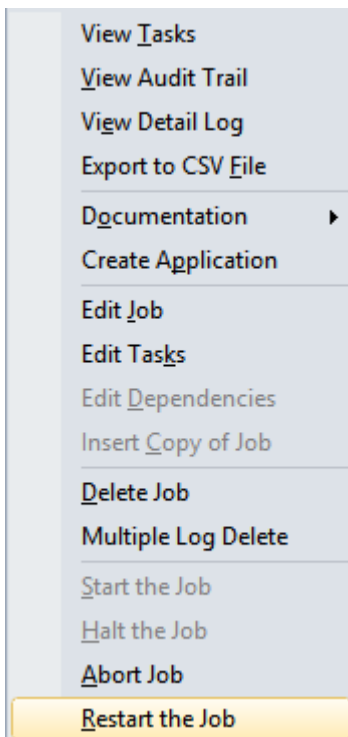 View Tasks
View Audit Trail
View Detail Log
Export to CSV File
Documentation
Create Application
Edit Job
Edit Tasks
Edit Dependencies
Insert Copy of Job
Delete Job
Multiple Log Delete
Start the Job
Halt the Job
Abort Job
Restart the Job